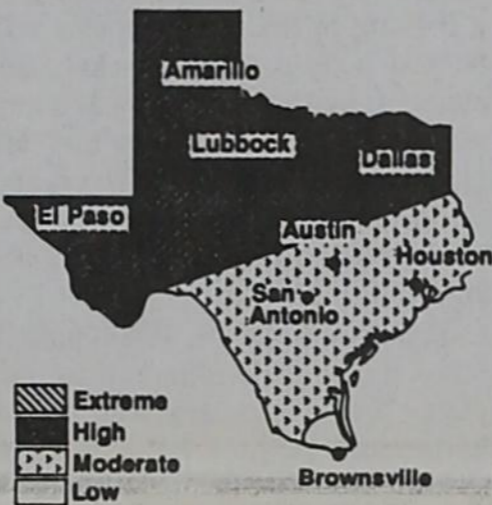 Amarillo
Lubbock
Dallas
El Paso
Austin
Houston
San
Antonio
Extreme
High
Moderate
Low
Brownsville